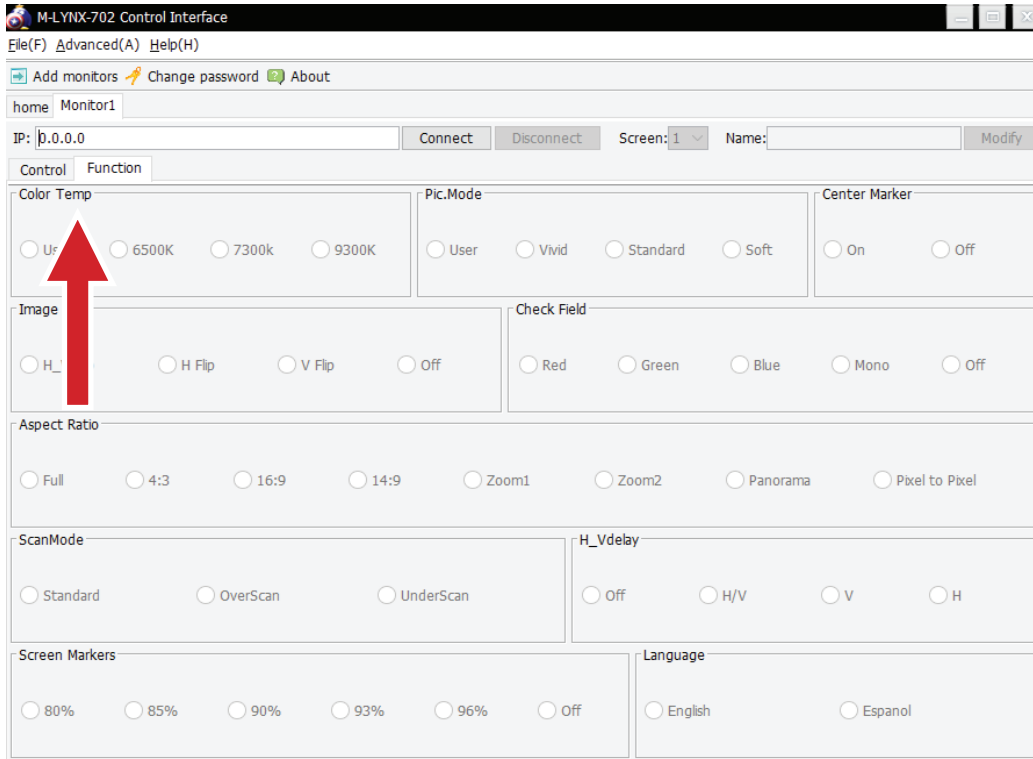 M-LYNX-702 Control Interface
File(F) Advanced(A) Help(H)
Add monitors Change password About
home Monitor1
IP: 0.0.0.0 Connect Disconnect Screen: 1 Name: Modify
Control Function
Color Temp Pic.Mode Center Marker
6500K 7300k 9300K User Vivid Standard Soft On Off
Image Check Field
H Flip V Flip Off Red Green Blue Mono Off
Aspect Ratio
Full 4:3 16:9 14:9 Zoom1 Zoom2 Panorama Pixel to Pixel
ScanMode H_Vdelay
Standard OverScan UnderScan Off H/V V H
Screen Markers Language
80% 85% 90% 93% 96% Off English Espanol